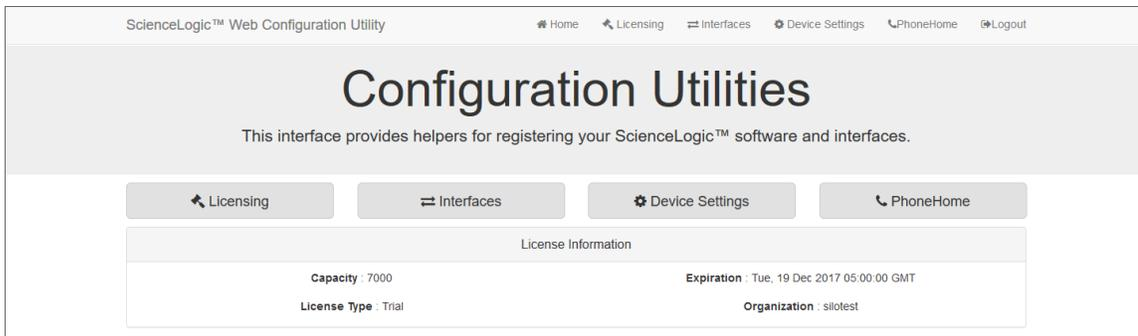 ScienceLogic™ Web Configuration Utility Home Licensing Interfaces Device Settings PhoneHome Logout
Configuration Utilities
This interface provides helpers for registering your ScienceLogic™ software and interfaces.
Licensing Interfaces Device Settings PhoneHome
License Information
Capacity : 7000 Expiration : Tue, 19 Dec 2017 05:00:00 GMT
License Type : Trial Organization : silotest